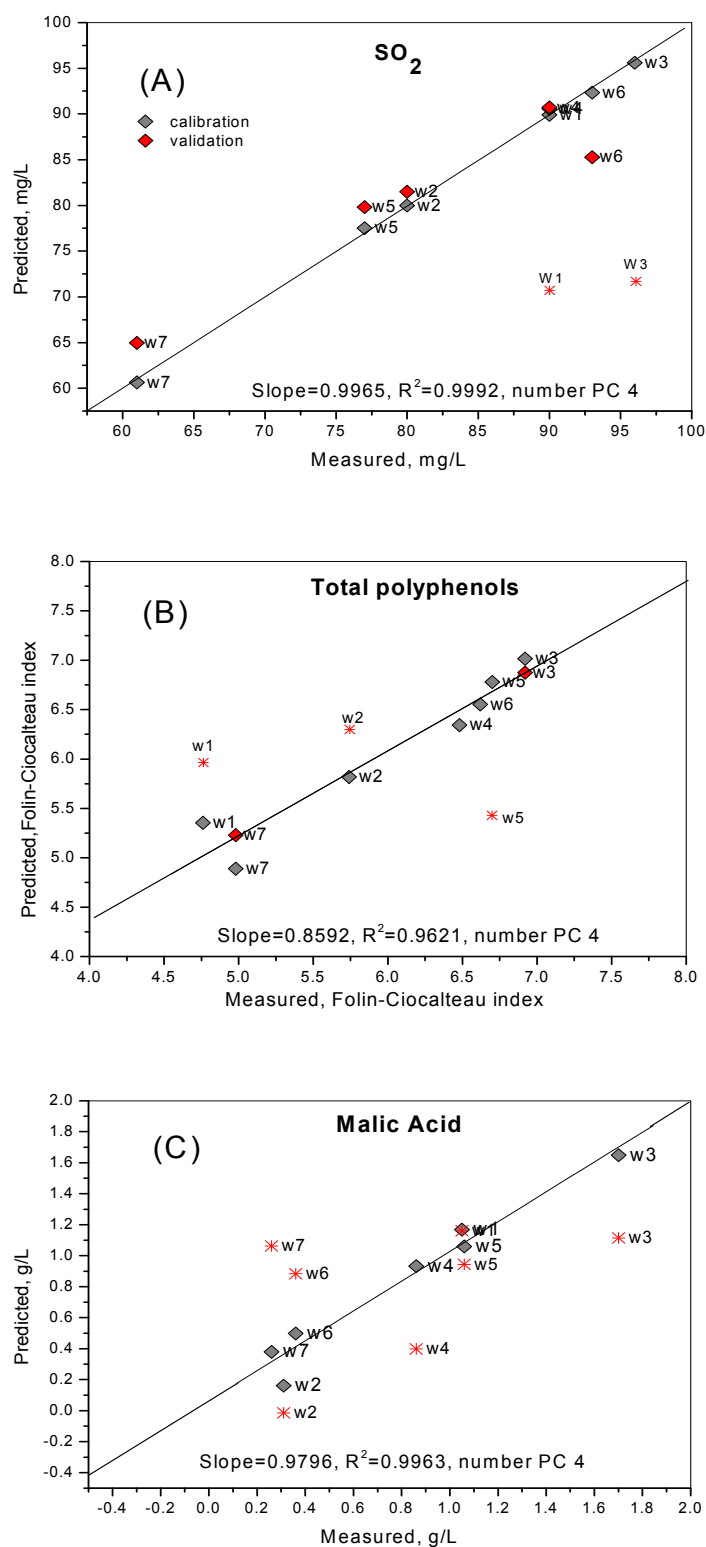 100
SO2
(A)
95
w3
w6
90
w4
w1
calibration
validation
85
w6
80
w5
w2
w2
w5
75
W1
W3
70
65
w7
60
w7
Slope=0.9965, R2=0.9992, number PC 4
60 65 70 75 80 85 90 95 100
Measured, mg/L
Predicted, mg/L
8.0
Total polyphenols
(B)
7.5
7.0
w3
w3
w5
6.5
w6
w4
w2
w1
6.0
w2
5.5
w1
w5
w7
5.0
w7
4.5
Slope=0.8592, R2=0.9621, number PC 4
4.0
4.0 4.5 5.0 5.5 6.0 6.5 7.0 7.5 8.0
Measured, Folin-Ciocalteau index
Predicted,Folin-Ciocalteau index
2.0
Malic Acid
(C)
1.8
1.6
w3
1.4
1.2
w1
w3
1.0
w7
w5
w5
0.8
w6
w4
0.6
w6
0.4
w7
w4
0.2
w2
0.0
w2
-0.2
-0.4
Slope=0.9796, R2=0.9963, number PC 4
-0.4 -0.2 0.0 0.2 0.4 0.6 0.8 1.0 1.2 1.4 1.6 1.8 2.0
Measured, g/L
Predicted, g/L